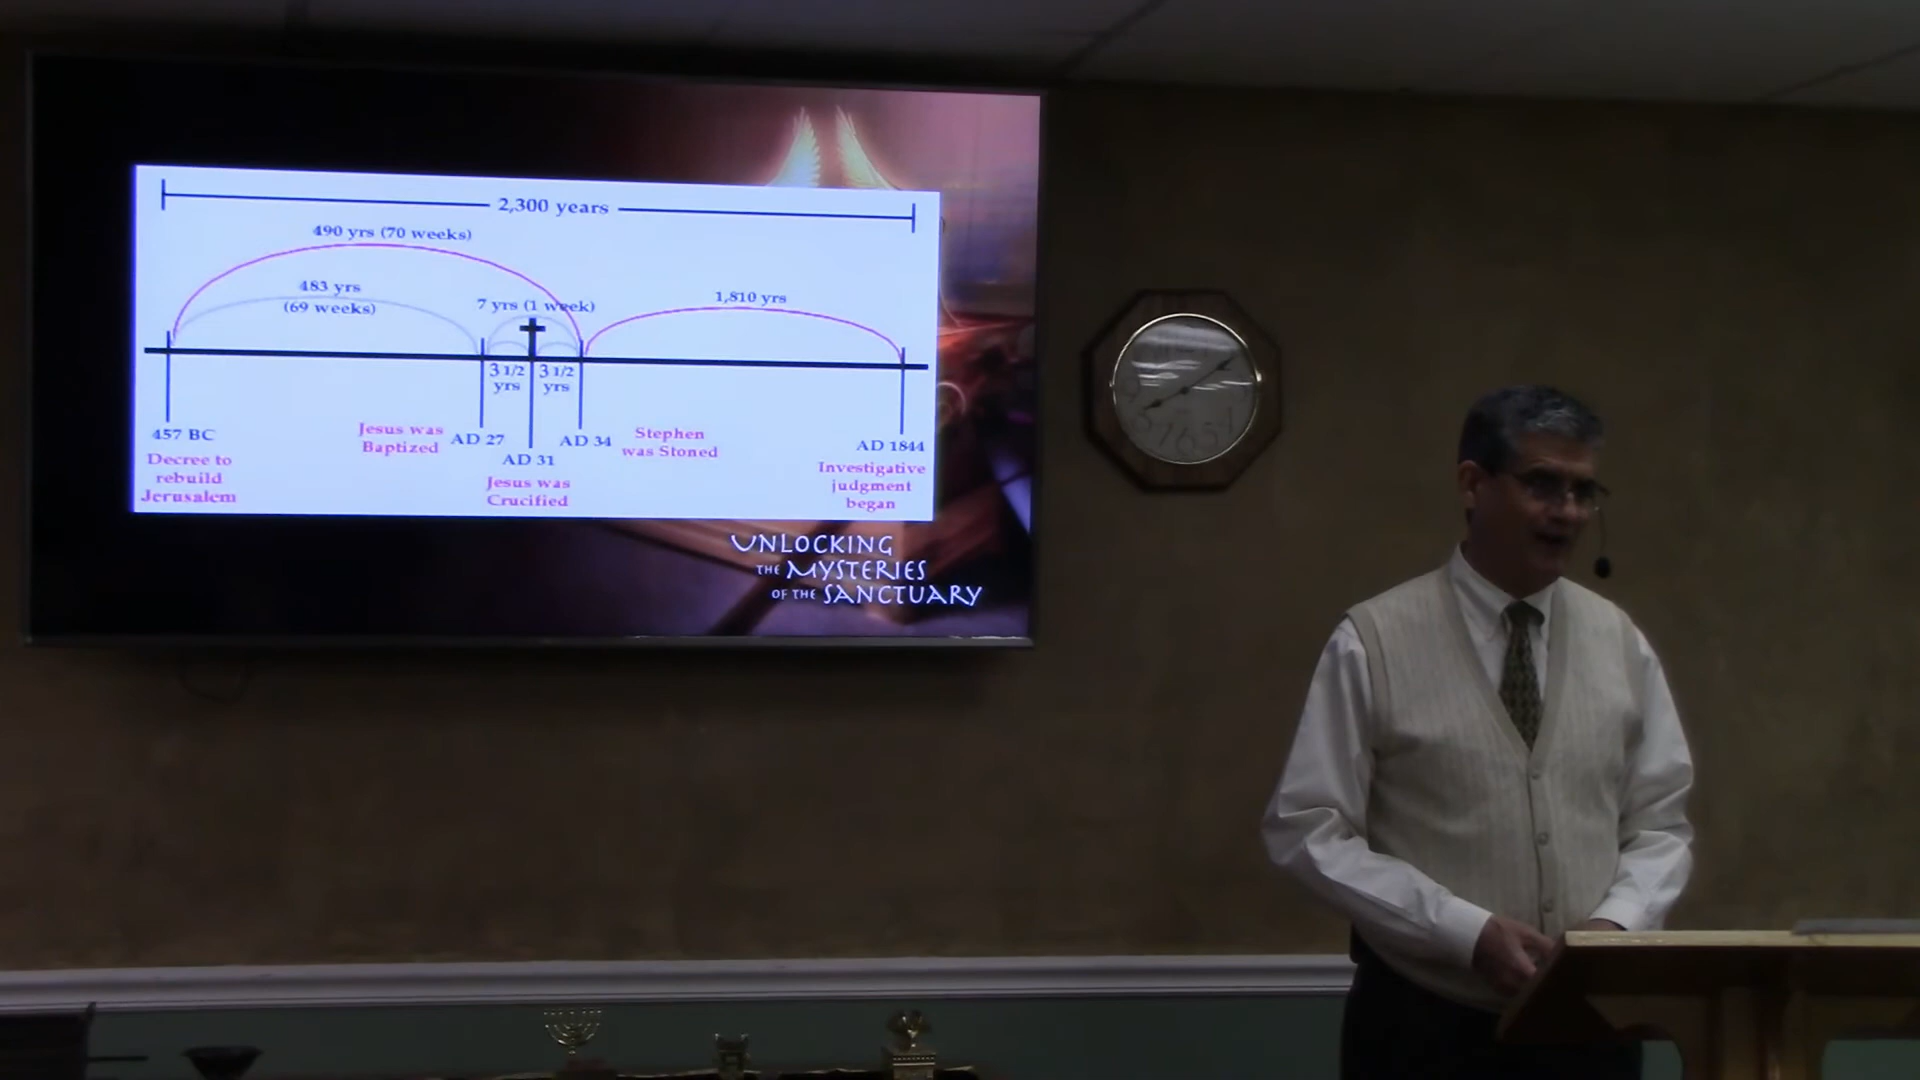 2,300 years
490 yrs (70 weeks)
483 yrs
(69 weeks)
7 yrs (1 week)
1,810 yrs
3 1/2
yrs
3 1/2
yrs
457 BC
Decree to
rebuild
Jerusalem
Jesus was
Baptized
AD 27
AD 31
Jesus was
Crucified
AD 34
Stephen
was Stoned
AD 1844
Investigative
judgment
began
UNLOCKING
THE MYSTERIES
OF THE SANCTUARY